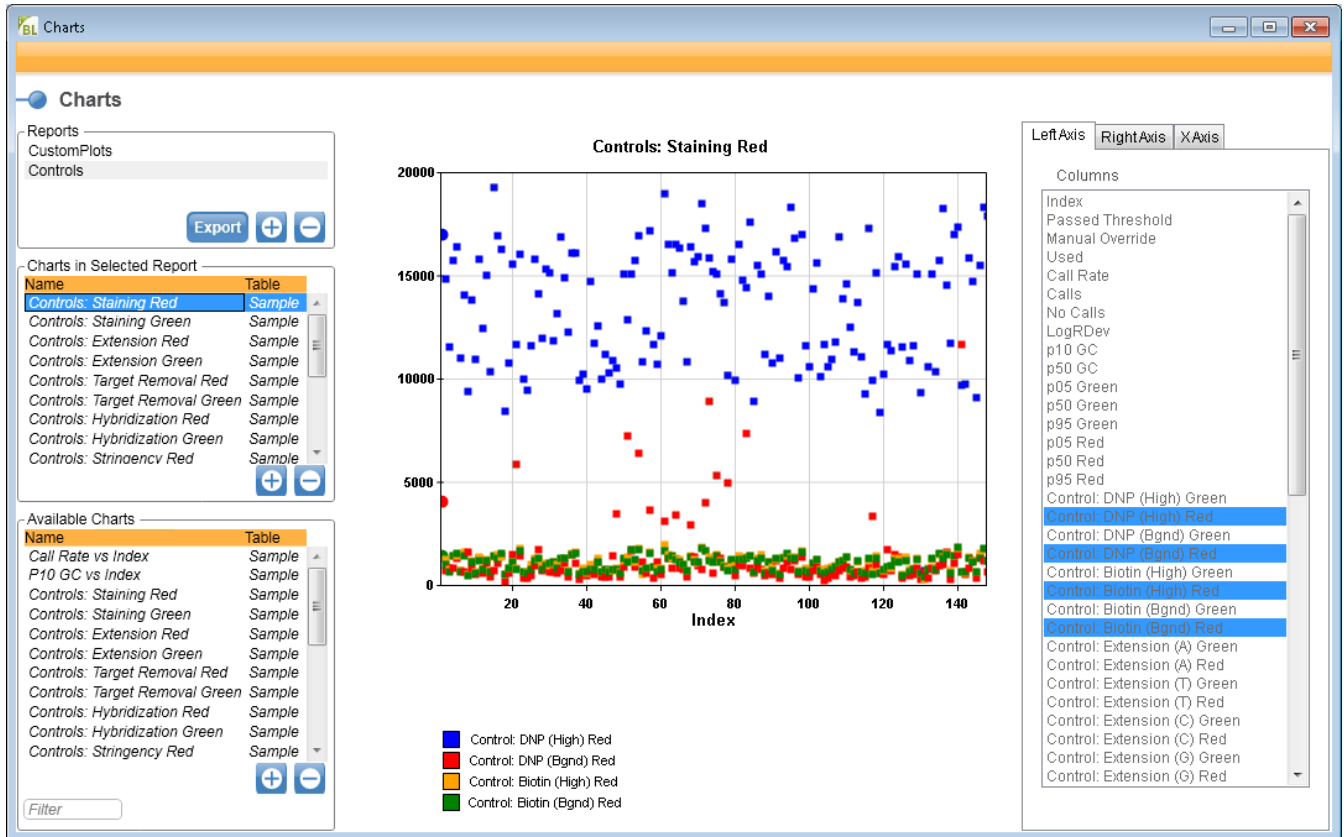 BL Charts
Charts
Reports
CustomPlots
Controls
Export
Charts in Selected Report
Name Table
Controls: Staining Red Sample
Controls: Staining Green Sample
Controls: Extension Red Sample
Controls: Extension Green Sample
Controls: Target Removal Red Sample
Controls: Target Removal Green Sample
Controls: Hybridization Red Sample
Controls: Hybridization Green Sample
Controls: Stringency Red Sample
Available Charts
Name Table
Call Rate vs Index Sample
P10 GC vs Index Sample
Controls: Staining Red Sample
Controls: Staining Green Sample
Controls: Extension Red Sample
Controls: Extension Green Sample
Controls: Target Removal Red Sample
Controls: Target Removal Green Sample
Controls: Hybridization Red Sample
Controls: Hybridization Green Sample
Controls: Stringency Red Sample
Filter
Controls: Staining Red
20000
15000
10000
5000
0
20 40 60 80 100 120 140
Index
Control: DNP (High) Red
Control: DNP (Bgnd) Red
Control: Biotin (High) Red
Control: Biotin (Bgnd) Red
Left Axis Right Axis X Axis
Columns
Index
Passed Threshold
Manual Override
Used
Call Rate
Calls
No Calls
LogRDev
p10 GC
p50 GC
p05 Green
p50 Green
p95 Green
p05 Red
p50 Red
p95 Red
Control: DNP (High) Green
Control: DNP (High) Red
Control: DNP (Bgnd) Green
Control: DNP (Bgnd) Red
Control: Biotin (High) Green
Control: Biotin (High) Red
Control: Biotin (Bgnd) Green
Control: Biotin (Bgnd) Red
Control: Extension (A) Green
Control: Extension (A) Red
Control: Extension (T) Green
Control: Extension (T) Red
Control: Extension (C) Green
Control: Extension (C) Red
Control: Extension (G) Green
Control: Extension (G) Red